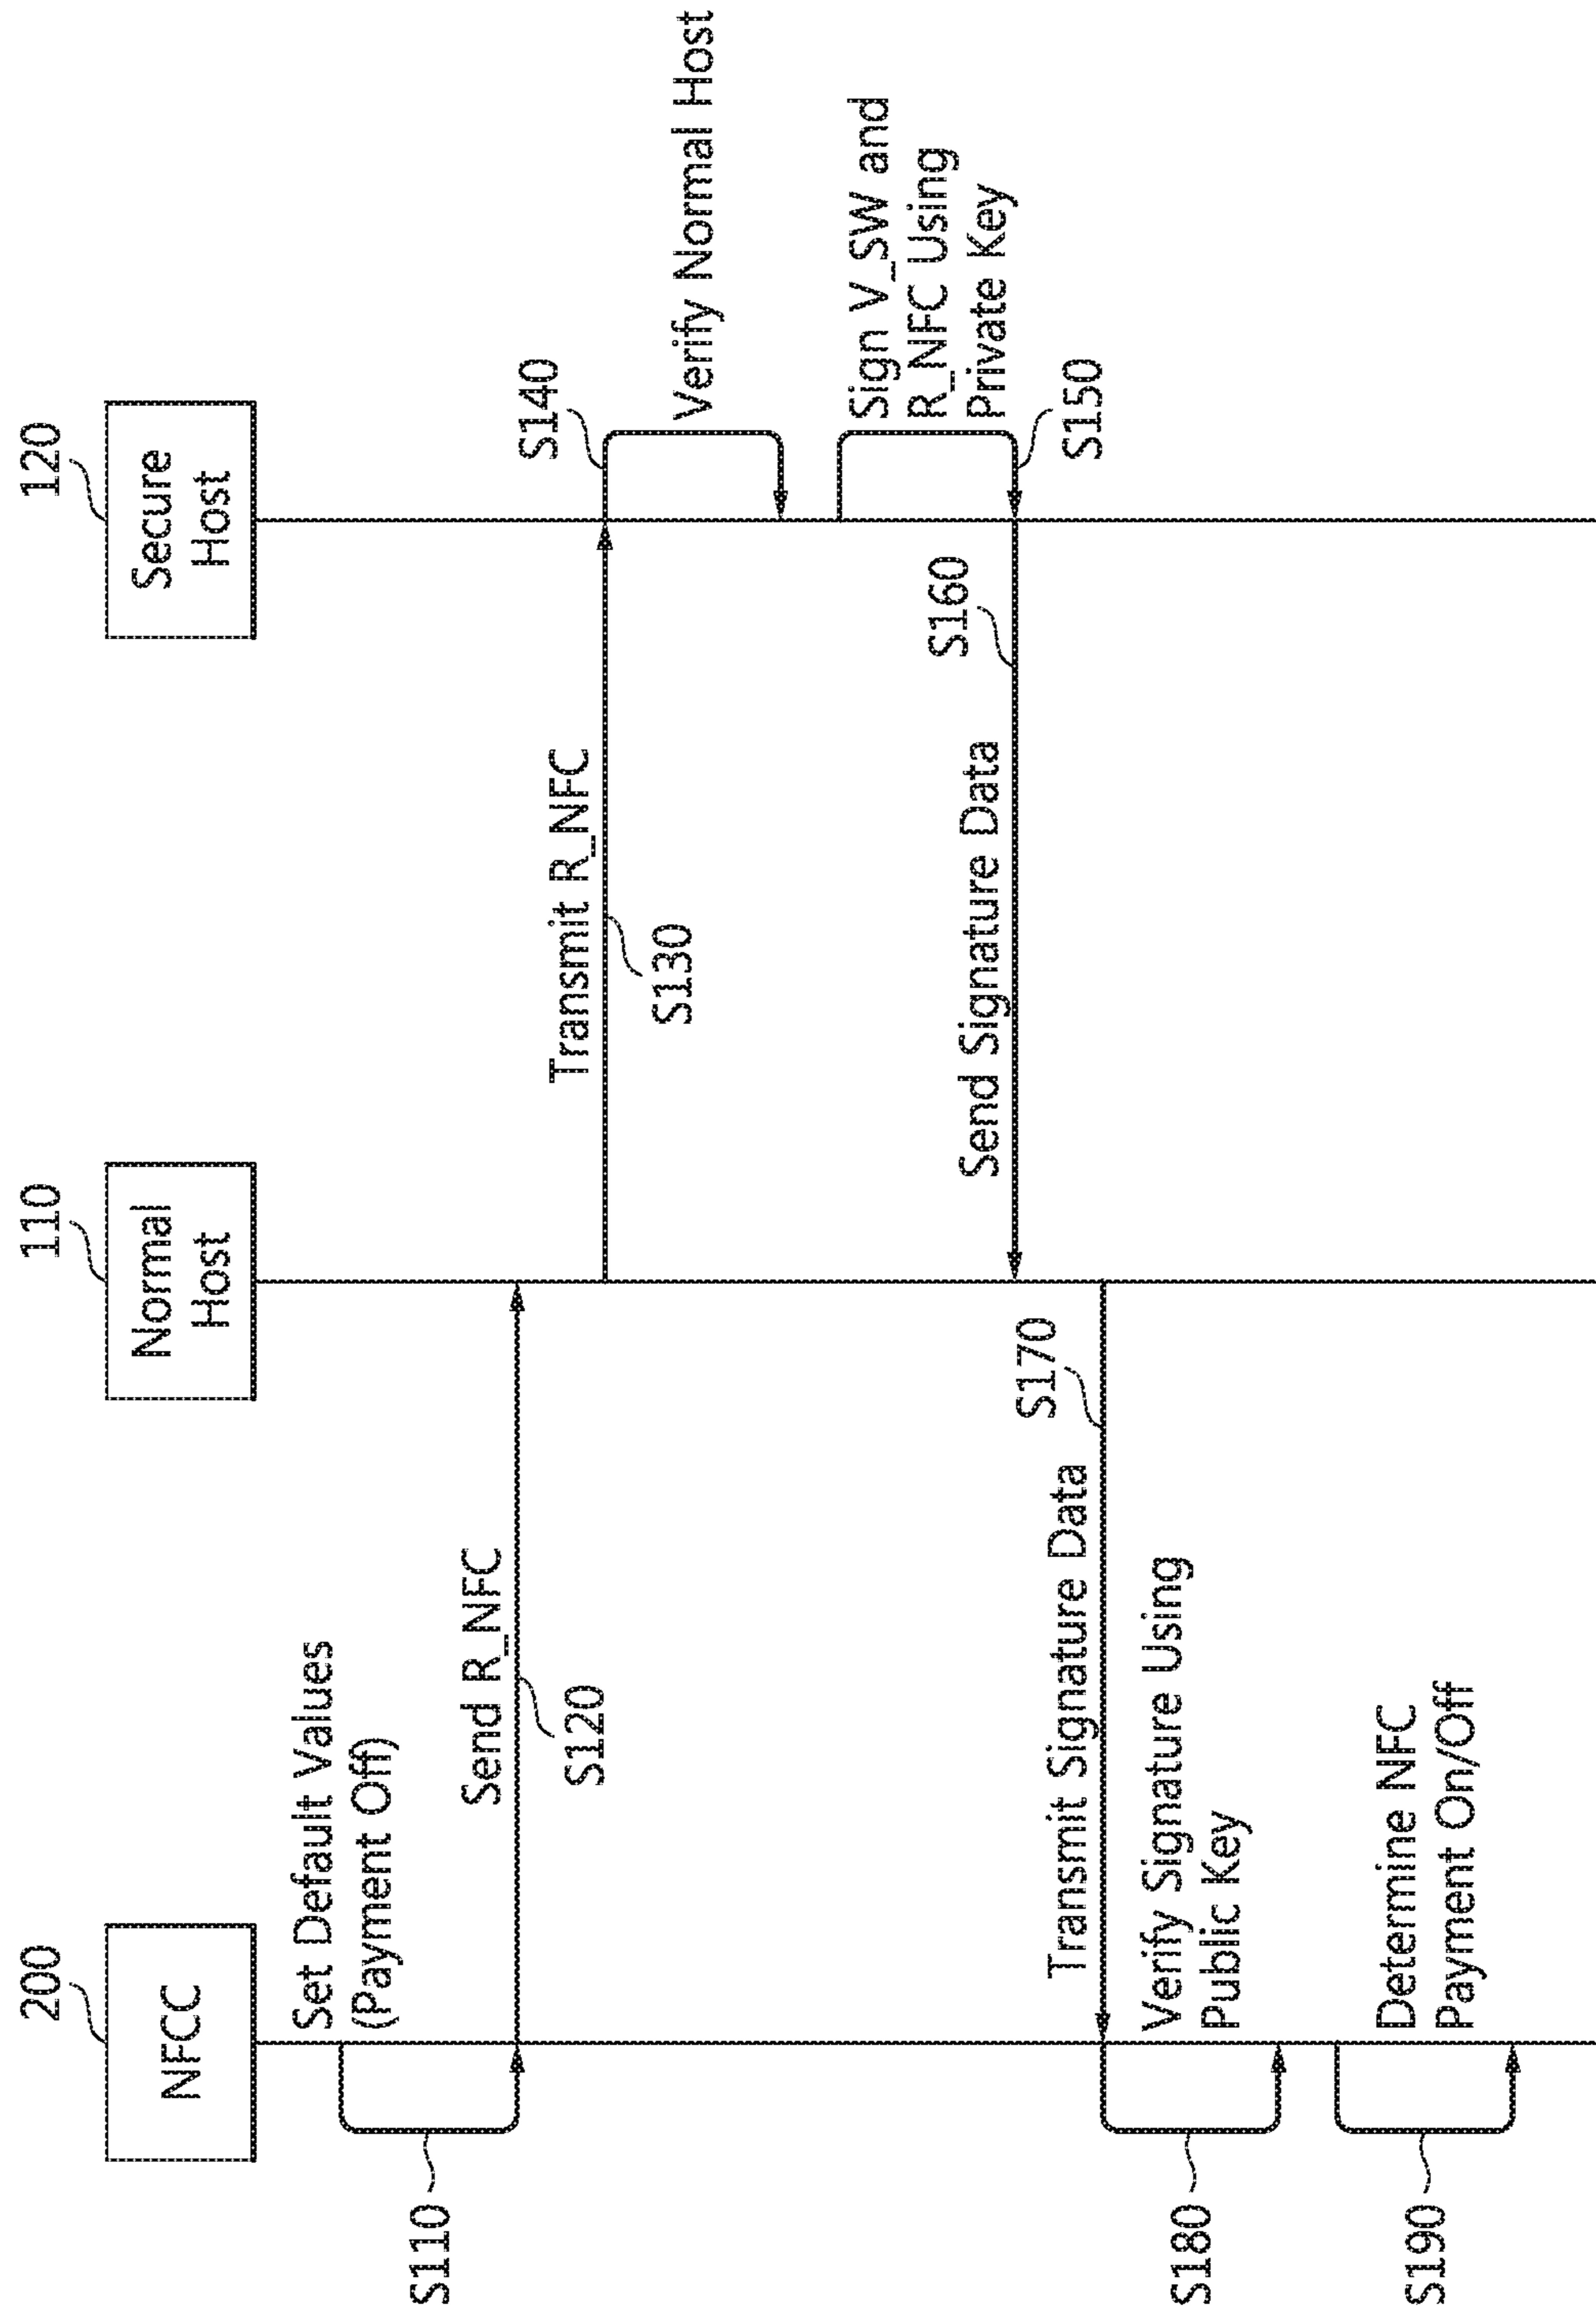 200
NFCC
110
Normal
Host
120
Secure
Host
Set Default Values
(Payment Off)
S110
Send R_NFC
S120
Transmit R_NFC
S130
S140
Verify Normal Host
Sign V_SW and
R_NFC Using
Private Key
S150
S160
Send Signature Data
S170
Transmit Signature Data
Verify Signature Using
Public Key
S180
Determine NFC
Payment On/Off
S190